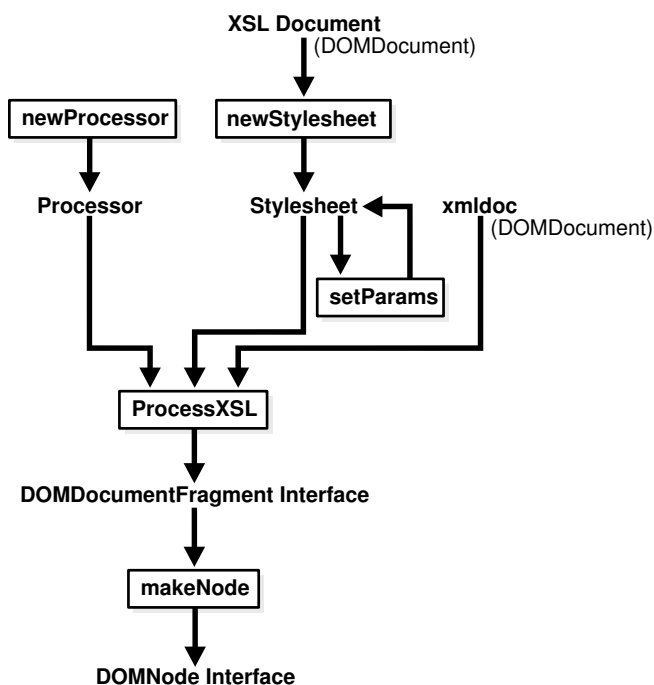 XSL Document
(DOMDocument)
newProcessor
newStylesheet
Processor
Stylesheet
xmldoc
(DOMDocument)
setParams
ProcessXSL
DOMDocumentFragment Interface
makeNode
DOMNode Interface